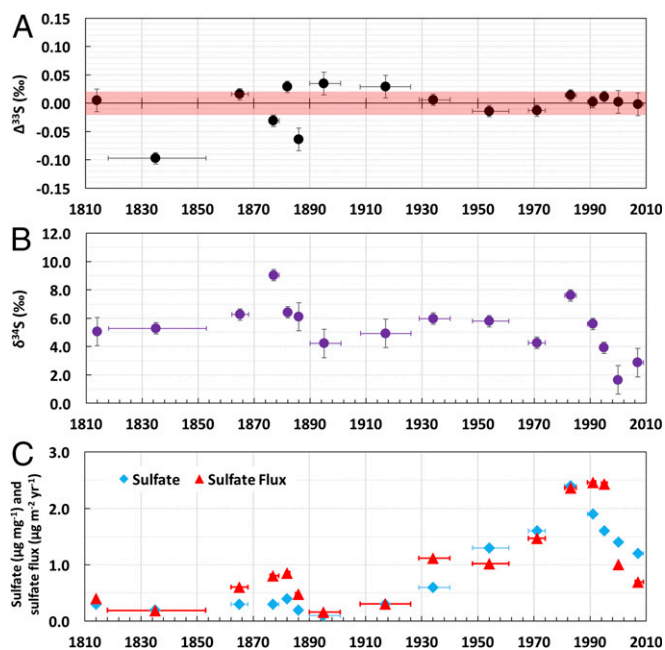 A
0.15
0.10
0.05
0.00
-0.05
-0.10
-0.15
Δ³³S (‰)
1810 1830 1850 1870 1890 1910 1930 1950 1970 1990 2010
B
12.0
10.0
8.0
6.0
4.0
2.0
0.0
δ³⁴S (‰)
1810 1830 1850 1870 1890 1910 1930 1950 1970 1990 2010
C
3.0
2.0
1.0
0.0
Sulfate (µg mg⁻¹) and
sulfate flux (µg m⁻² yr⁻¹)
Sulfate Sulfate Flux
1810 1830 1850 1870 1890 1910 1930 1950 1970 1990 2010